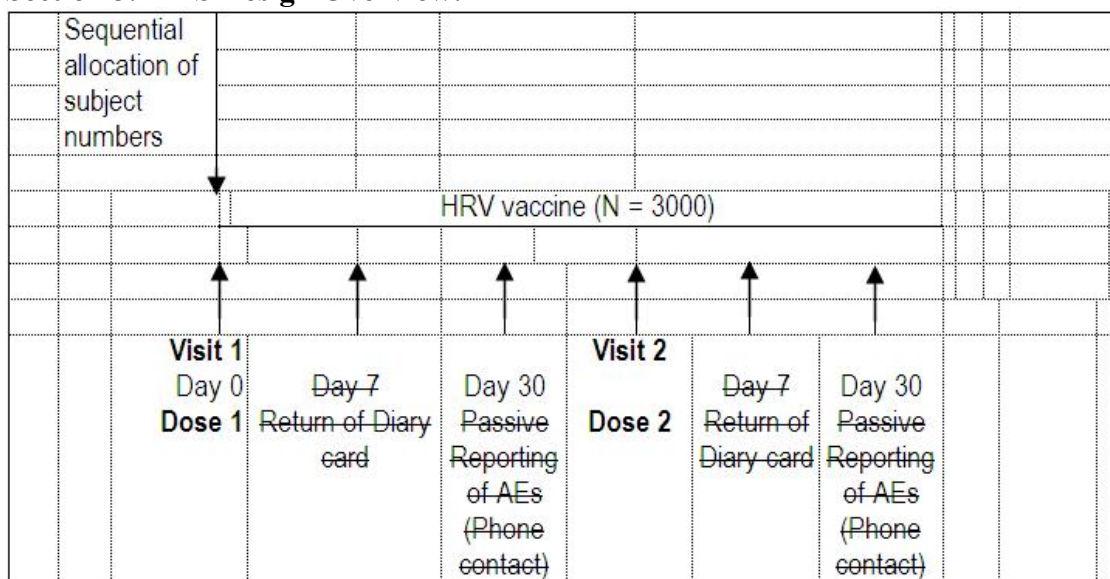 Sequential
allocation of
subject
numbers
HRV vaccine (N = 3000)
Visit 1
Day 0
Dose 1
Day 7
Return of Diary
card
Day 30
Passive
Reporting
of AEs
(Phone
contact)
Visit 2
Dose 2
Day 7
Return of
Diary card
Day 30
Passive
Reporting
of AEs
(Phone
contact)